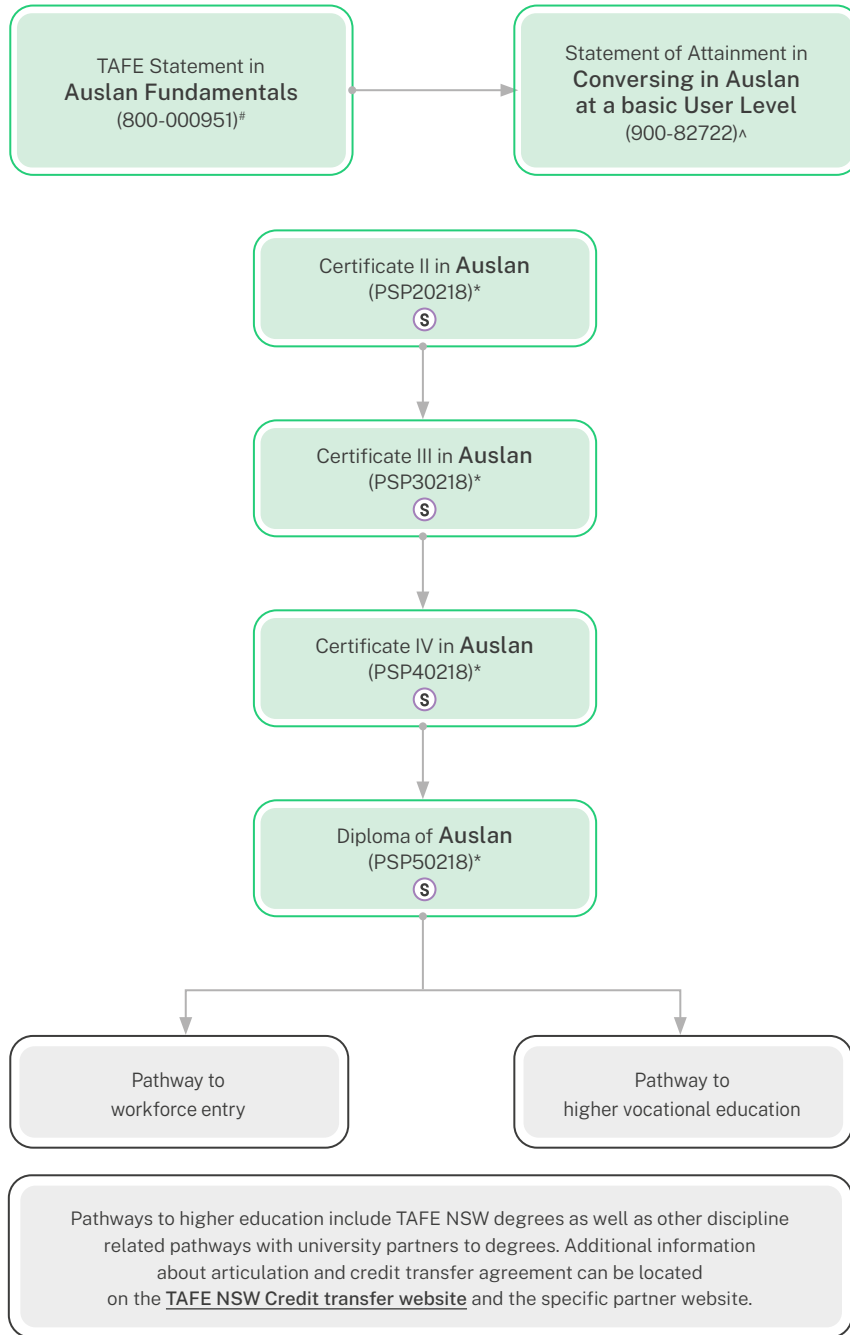 TAFE Statement in
Auslan Fundamentals
(800-000951)#
Statement of Attainment in
Conversing in Auslan
at a basic User Level
(900-82722)^
Certificate II in Auslan
(PSP20218)*
S
Certificate III in Auslan
(PSP30218)*
S
Certificate IV in Auslan
(PSP40218)*
S
Diploma of Auslan
(PSP50218)*
S
Pathway to
workforce entry
Pathway to
higher vocational education
Pathways to higher education include TAFE NSW degrees as well as other discipline
related pathways with university partners to degrees. Additional information
about articulation and credit transfer agreement can be located
on the TAFE NSW Credit transfer website and the specific partner website.